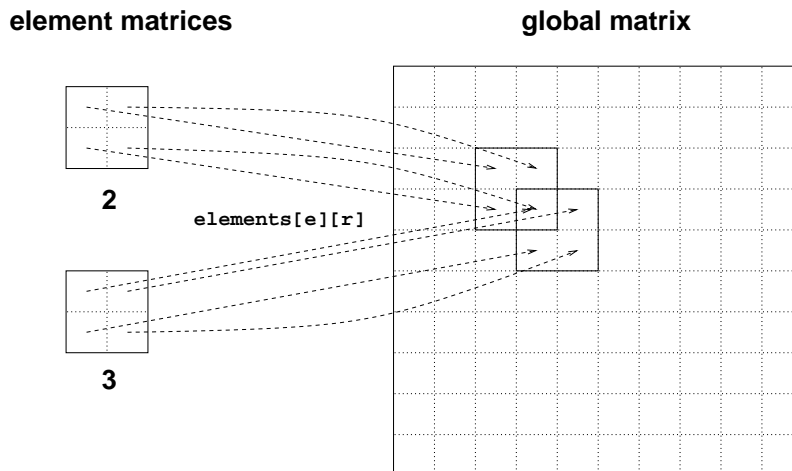 element matrices
global matrix
2
elements[e][r]
3